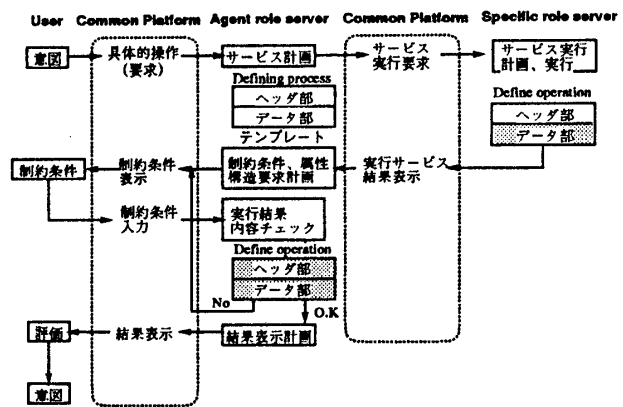 User Common Platform Agent role server Common Platform Specific role server
意図
具体的操作
(要求)
サービス計画
サービス
実行要求
サービス実行
計画、実行
Defining process
ヘッダ部
データ部
テンプレート
Define operation
ヘッダ部
データ部
制約条件
制約条件
表示
制約条件、属性
構造要求計画
実行サービス
結果表示
制約条件
入力
実行結果
内容チェック
Define operation
ヘッダ部
データ部
No
O.K
評価
結果表示
結果表示計画
意図